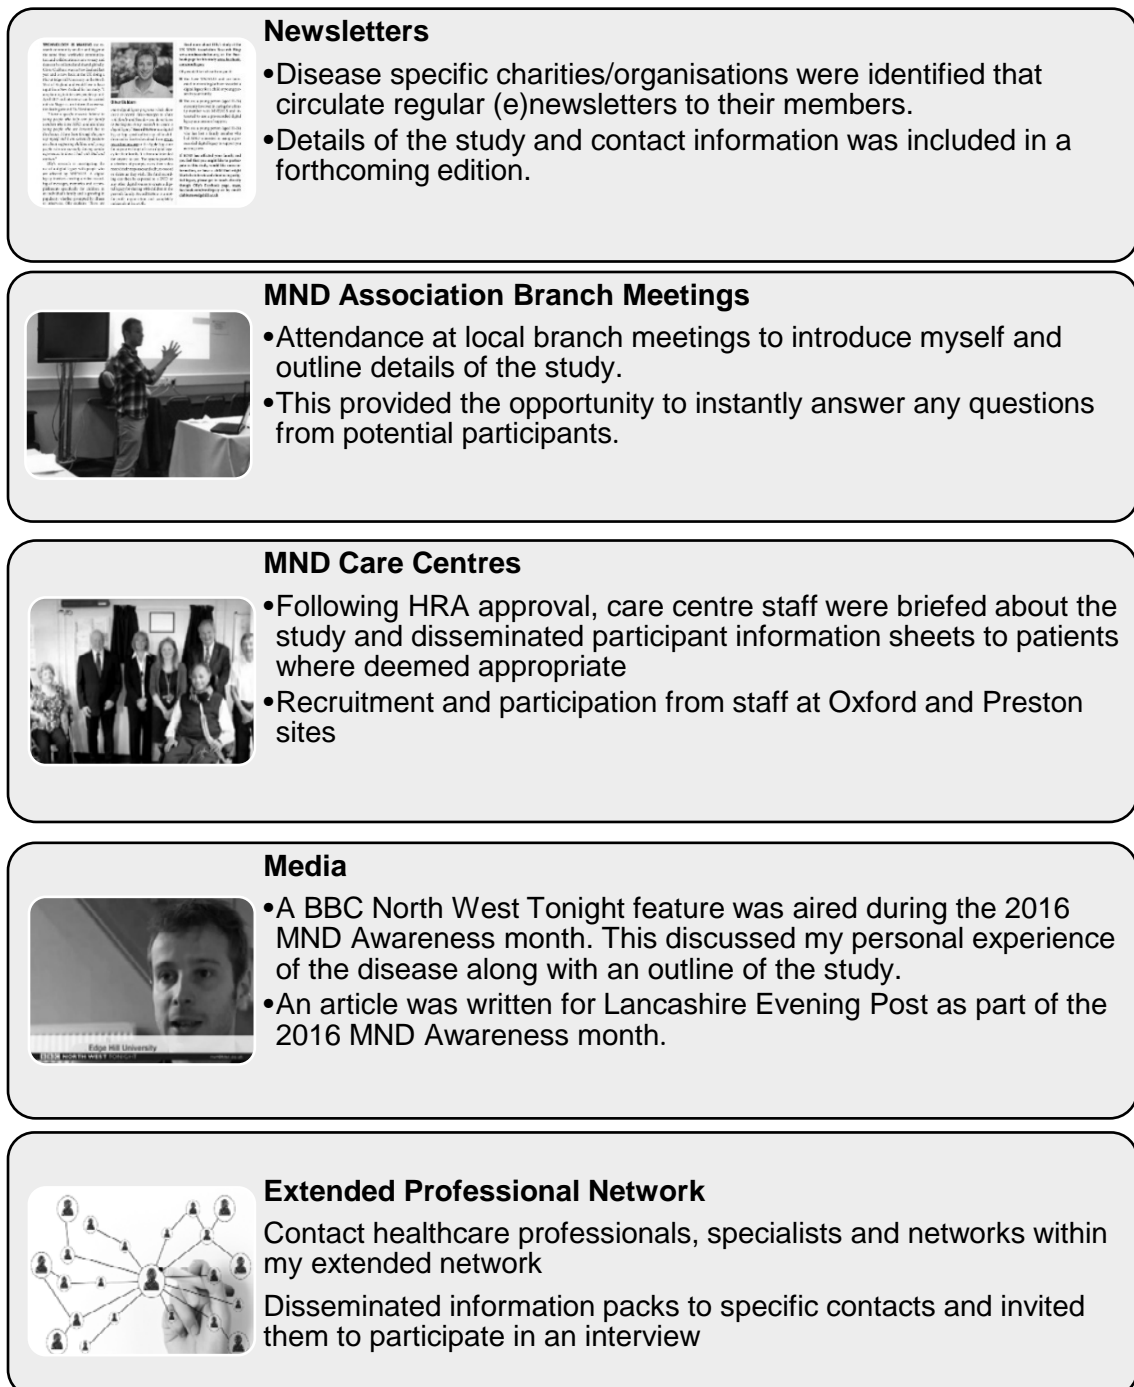 Newsletters
•Disease specific charities/organisations were identified that
circulate regular (e)newsletters to their members.
•Details of the study and contact information was included in a
forthcoming edition.
MND Association Branch Meetings
•Attendance at local branch meetings to introduce myself and
outline details of the study.
•This provided the opportunity to instantly answer any questions
from potential participants.
MND Care Centres
•Following HRA approval, care centre staff were briefed about the
study and disseminated participant information sheets to patients
where deemed appropriate
•Recruitment and participation from staff at Oxford and Preston
sites
Media
•A BBC North West Tonight feature was aired during the 2016
MND Awareness month. This discussed my personal experience
of the disease along with an outline of the study.
•An article was written for Lancashire Evening Post as part of the
2016 MND Awareness month.
Edge Hill University
BBC NORTH WEST TONIGHT
Extended Professional Network
Contact healthcare professionals, specialists and networks within
my extended network
Disseminated information packs to specific contacts and invited
them to participate in an interview